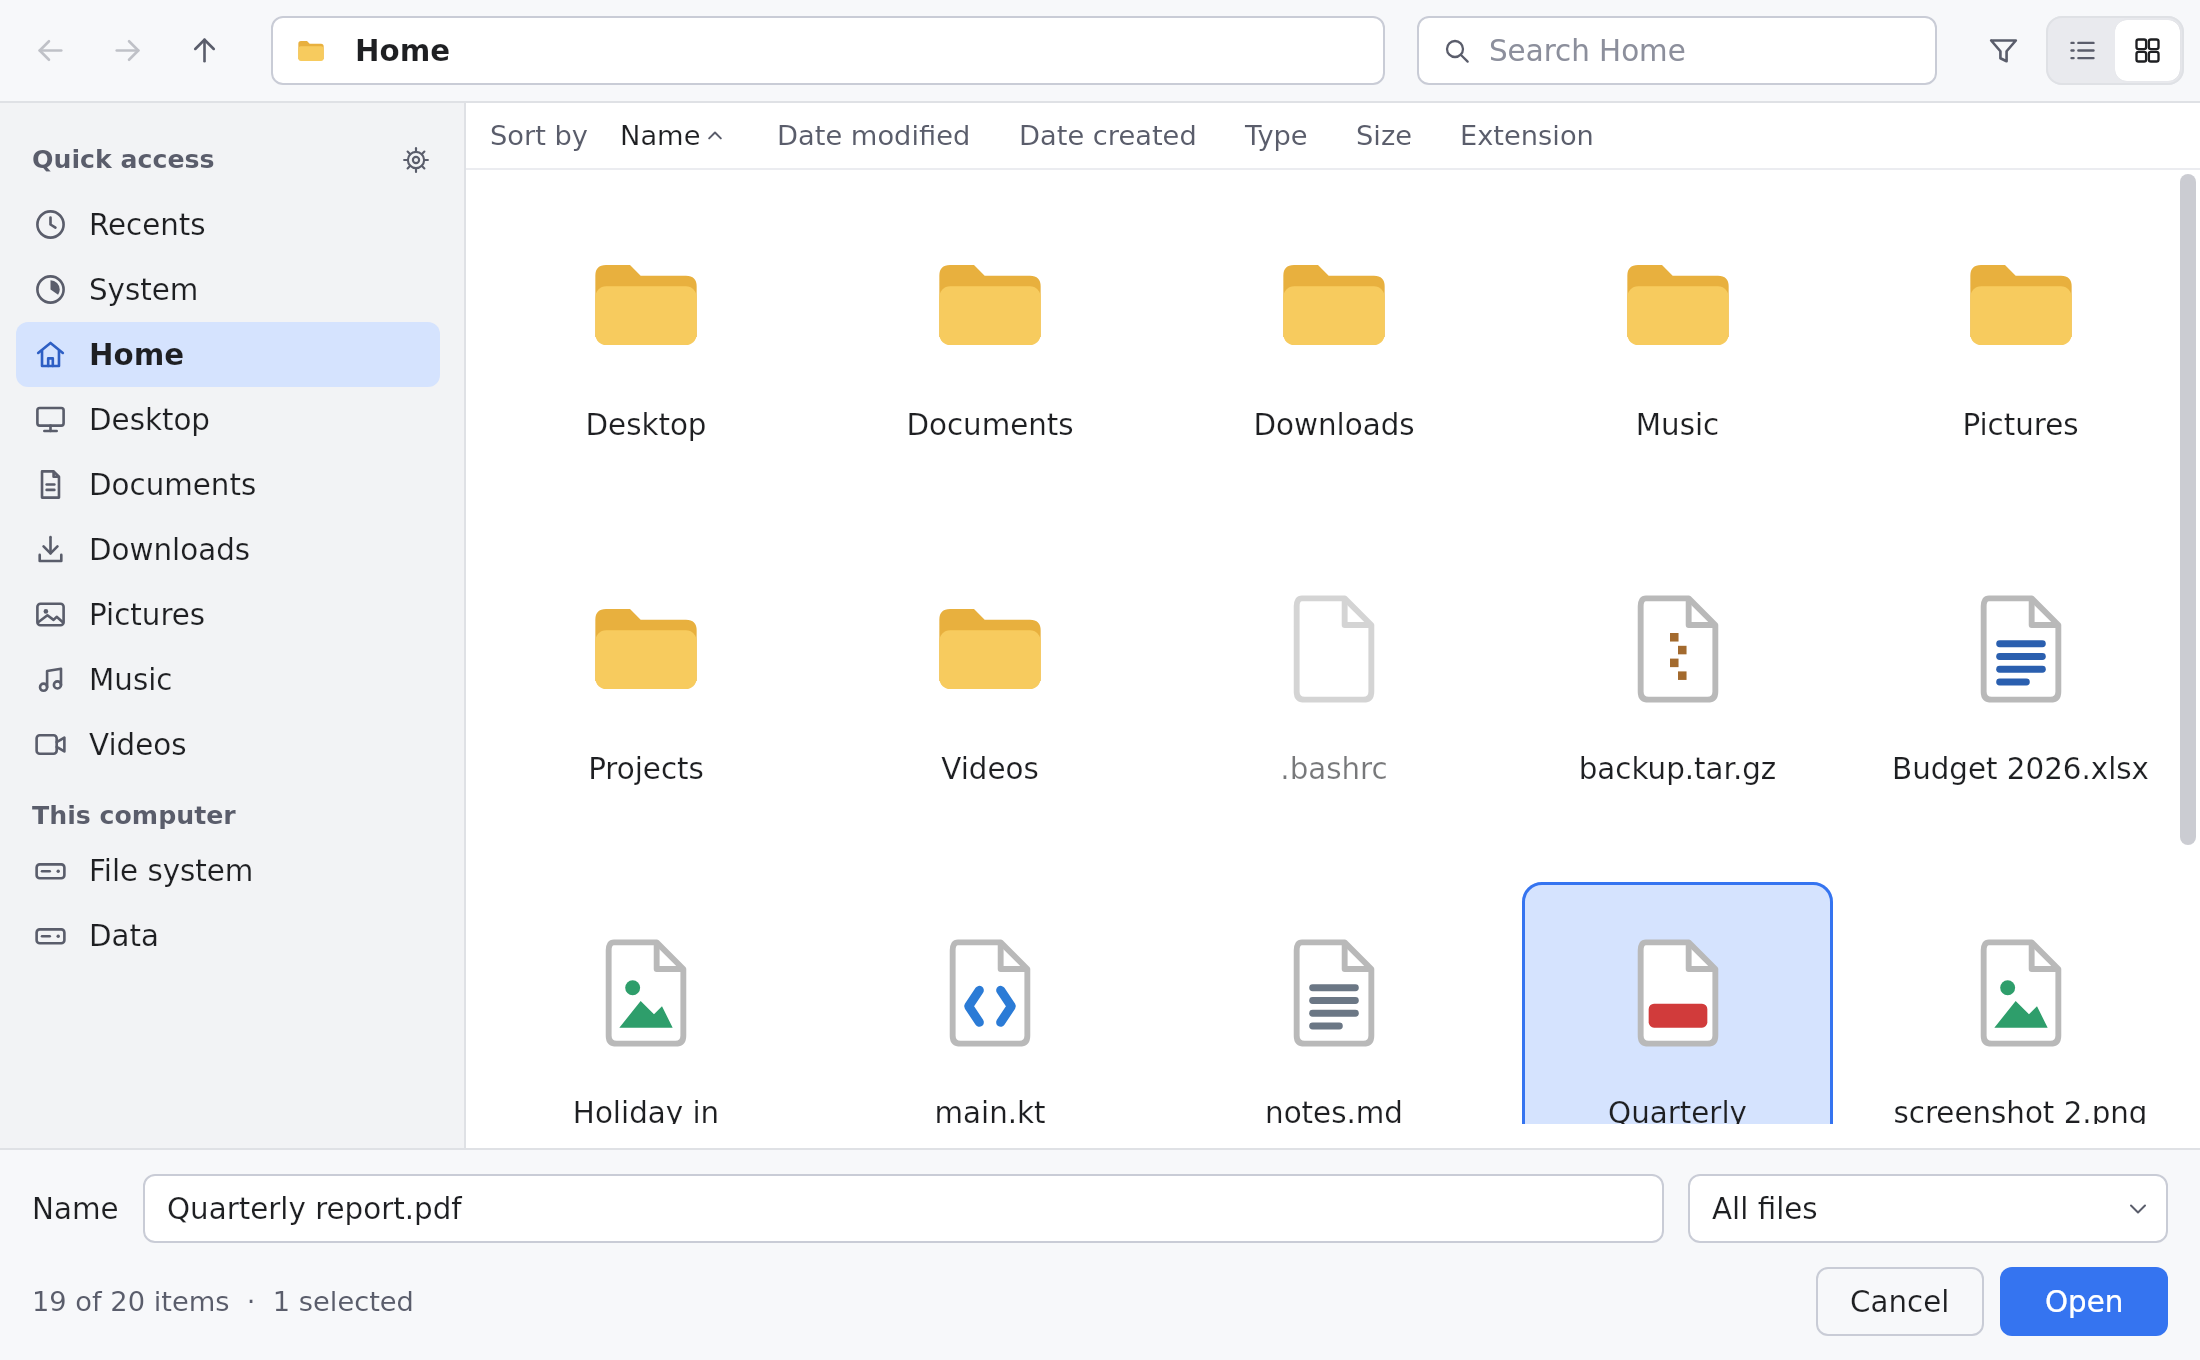 Home
Search Home
Quick access
Recents
System
Home
Desktop
Documents
Downloads
Pictures
Music
Videos
This computer
File system
Data
Sort by Name Date modified Date created Type Size Extension
Desktop Documents Downloads Music Pictures
Projects Videos .bashrc backup.tar.gz Budget 2026.xlsx
Holiday in main.kt notes.md Quarterly screenshot 2.png
Name Quarterly report.pdf All files
19 of 20 items · 1 selected
Cancel Open